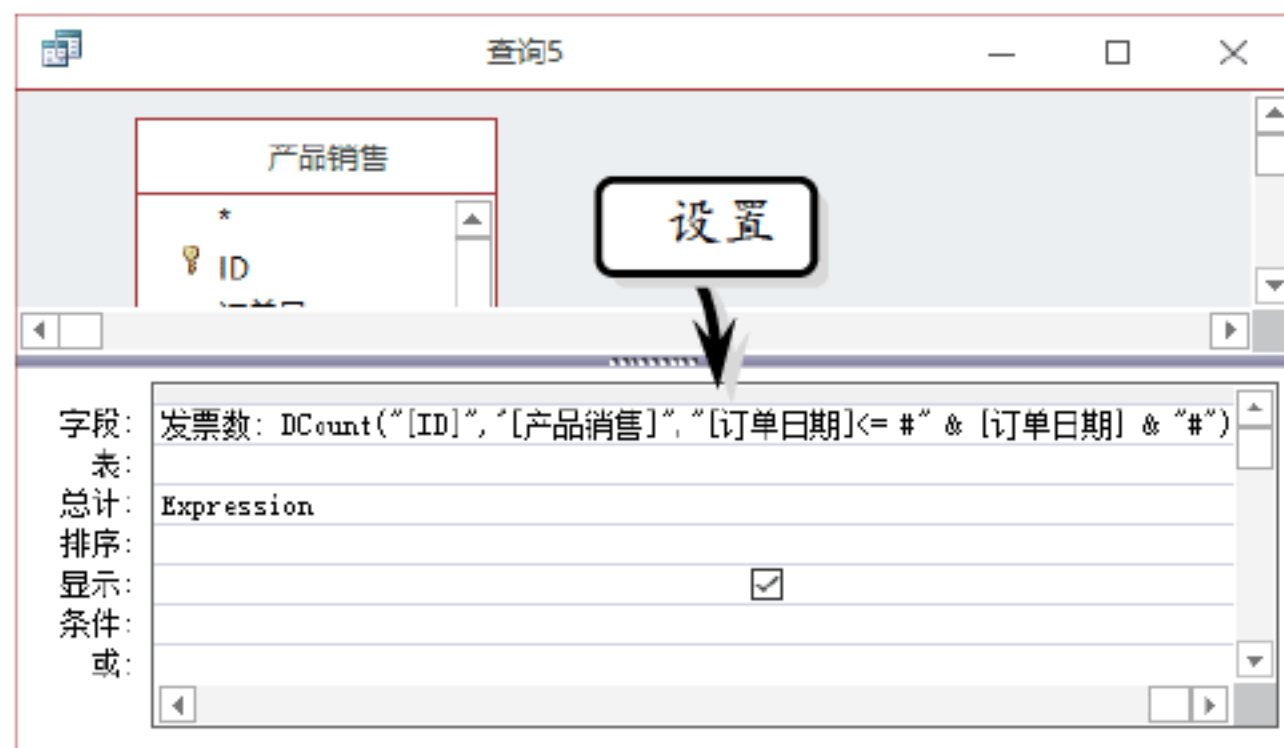 查询5
产品销售
*
ID
设置
字段: 发票数: DCount("[ID]","[产品销售]","[订单日期]<= #" & [订单日期] & "#")
表:
总计: Expression
排序:
显示:
条件:
或: